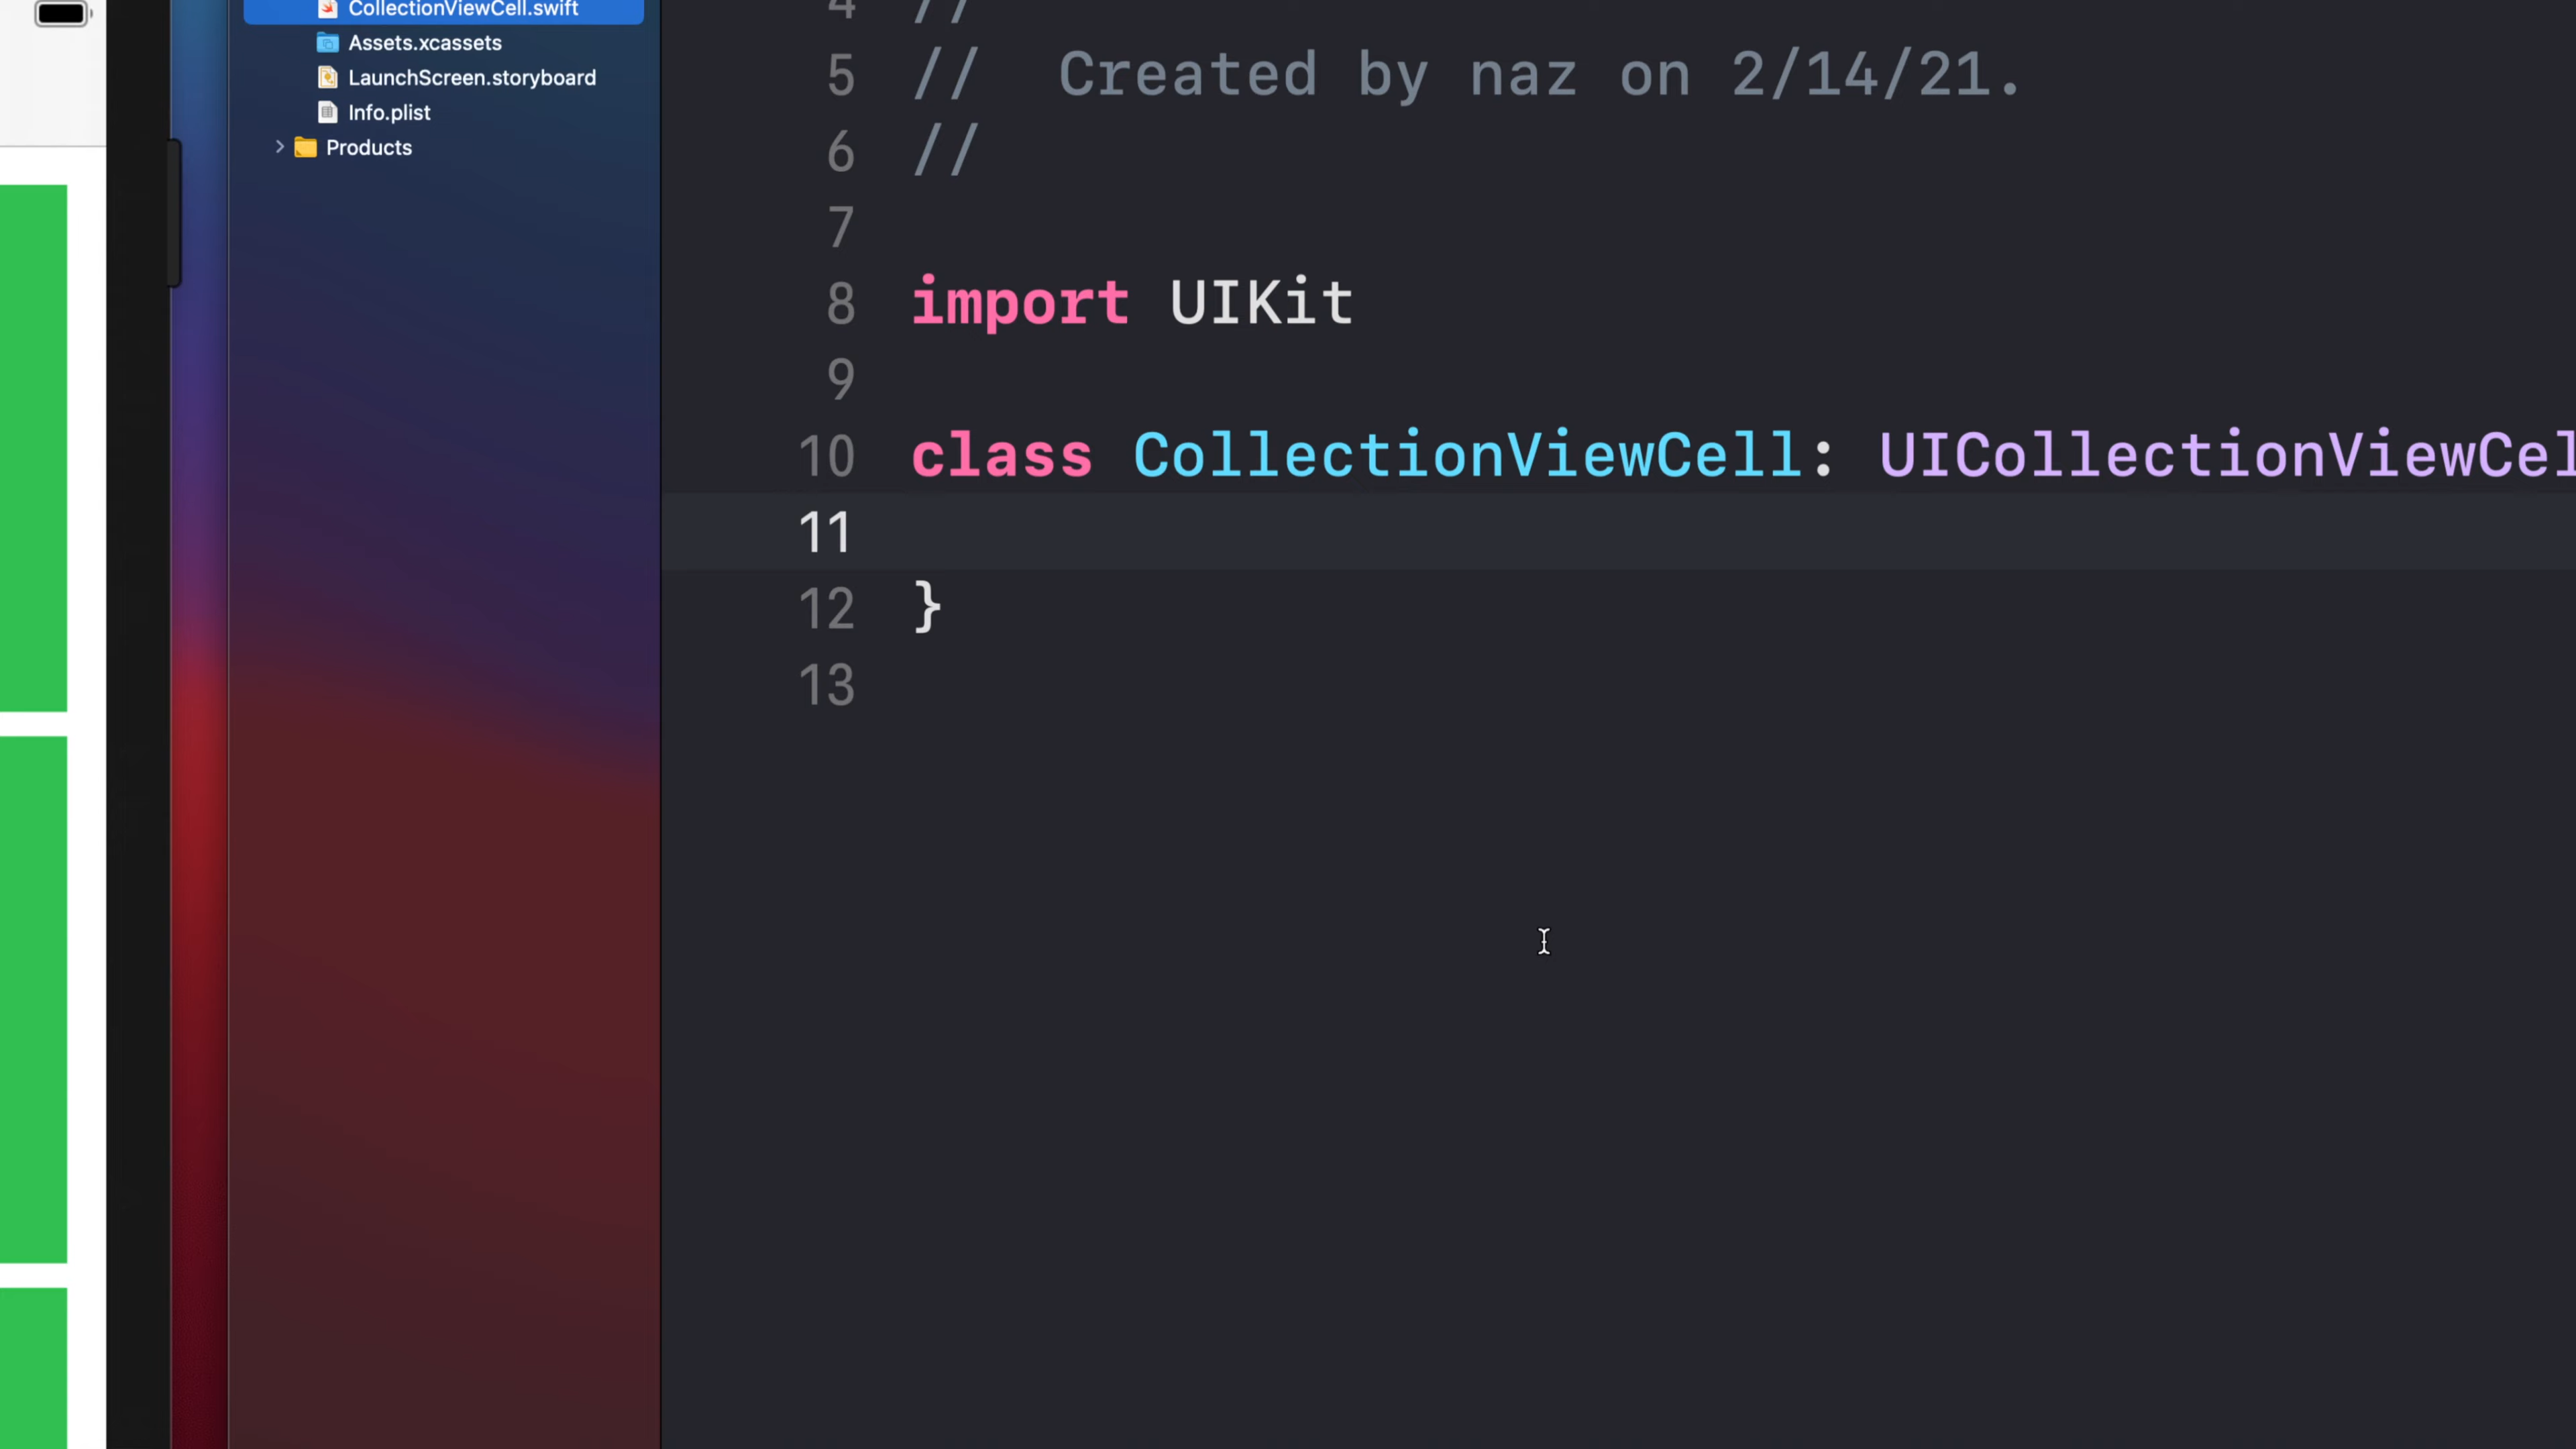 CollectionViewCell.swift
Assets.xcassets
LaunchScreen.storyboard
Info.plist
Products
4 //
5 //  Created by naz on 2/14/21.
6 //
7
8 import UIKit
9
10 class CollectionViewCell: UICollectionViewCel
11
12 }
13